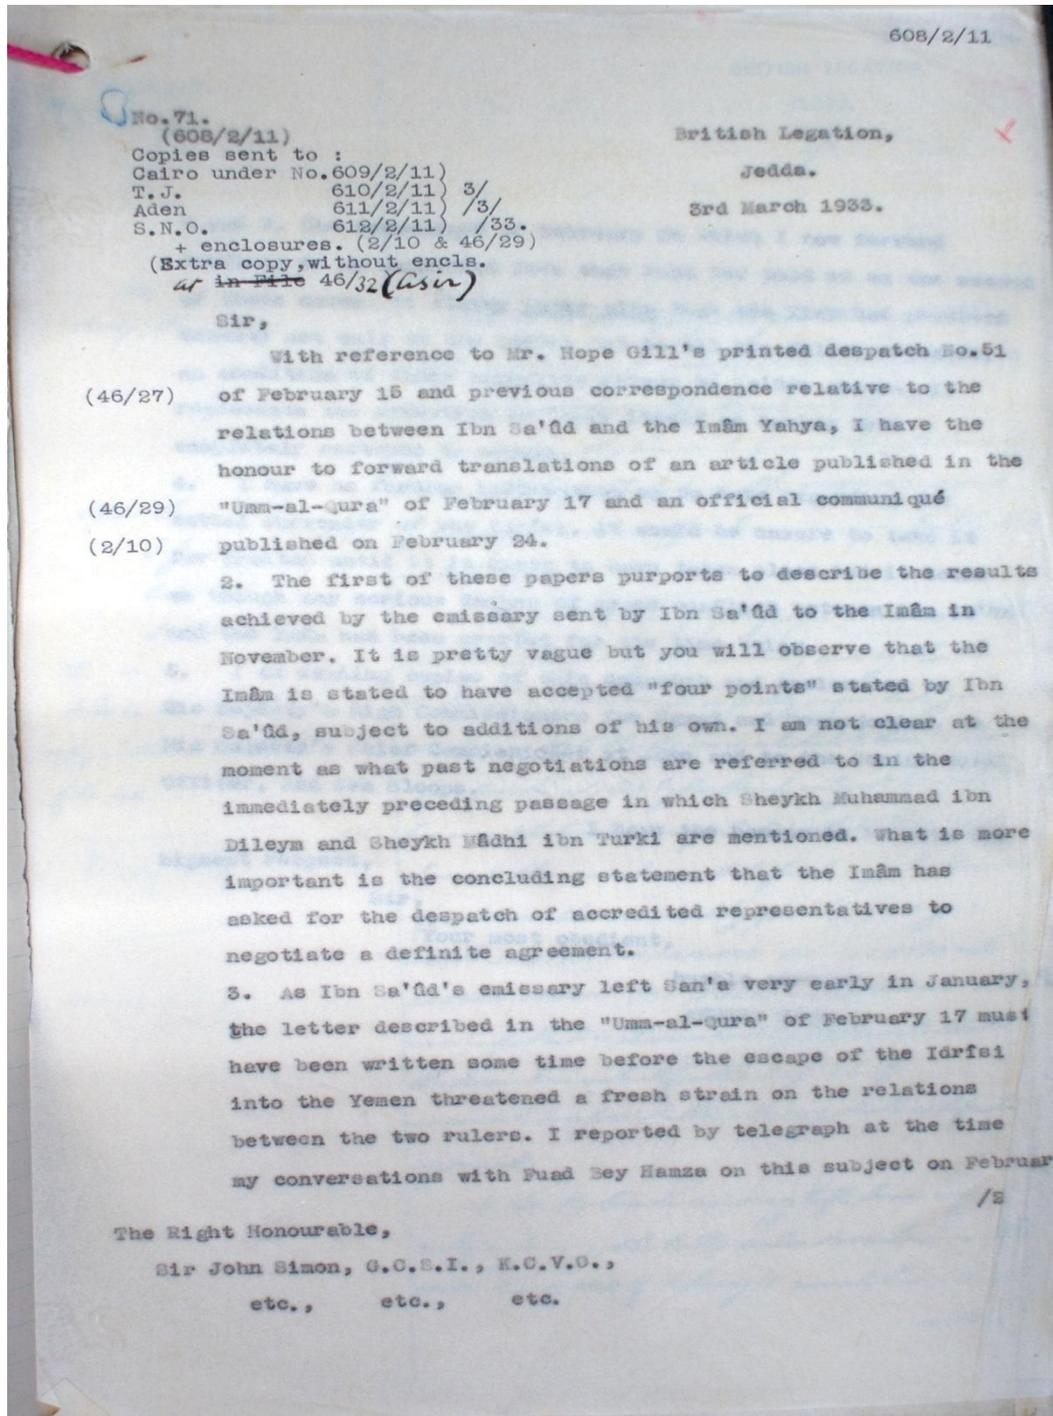 608/2/11
No.71.
(608/2/11)
Copies sent to :
Cairo under No.609/2/11)
T.J. 610/2/11) 3/
Aden 611/2/11) /3/
S.N.O. 612/2/11) /33.
+ enclosures. (2/10 & 46/29)
(Extra copy,without encls.
at in File 46/32 (Asir)
British Legation,
Jedda.
3rd March 1933.
Sir,
With reference to Mr. Hope Gill's printed despatch No.51
(46/27) of February 15 and previous correspondence relative to the
relations between Ibn Sa'ûd and the Imâm Yahya, I have the
honour to forward translations of an article published in the
(46/29) "Umm-al-Qura" of February 17 and an official communiqué
(2/10) published on February 24.
2. The first of these papers purports to describe the results
achieved by the emissary sent by Ibn Sa'ûd to the Imâm in
November. It is pretty vague but you will observe that the
Imâm is stated to have accepted "four points" stated by Ibn
Sa'ûd, subject to additions of his own. I am not clear at the
moment as what past negotiations are referred to in the
immediately preceding passage in which Sheykh Muhammad ibn
Dileym and Sheykh Mâdhi ibn Turki are mentioned. What is more
important is the concluding statement that the Imâm has
asked for the despatch of accredited representatives to
negotiate a definite agreement.
3. As Ibn Sa'ûd's emissary left San'a very early in January,
the letter described in the "Umm-al-Qura" of February 17 must
have been written some time before the escape of the Idrîsi
into the Yemen threatened a fresh strain on the relations
between the two rulers. I reported by telegraph at the time
my conversations with Fuad Bey Hamza on this subject on Februar
/2
The Right Honourable,
Sir John Simon, G.C.S.I., K.C.V.O.,
etc., etc., etc.